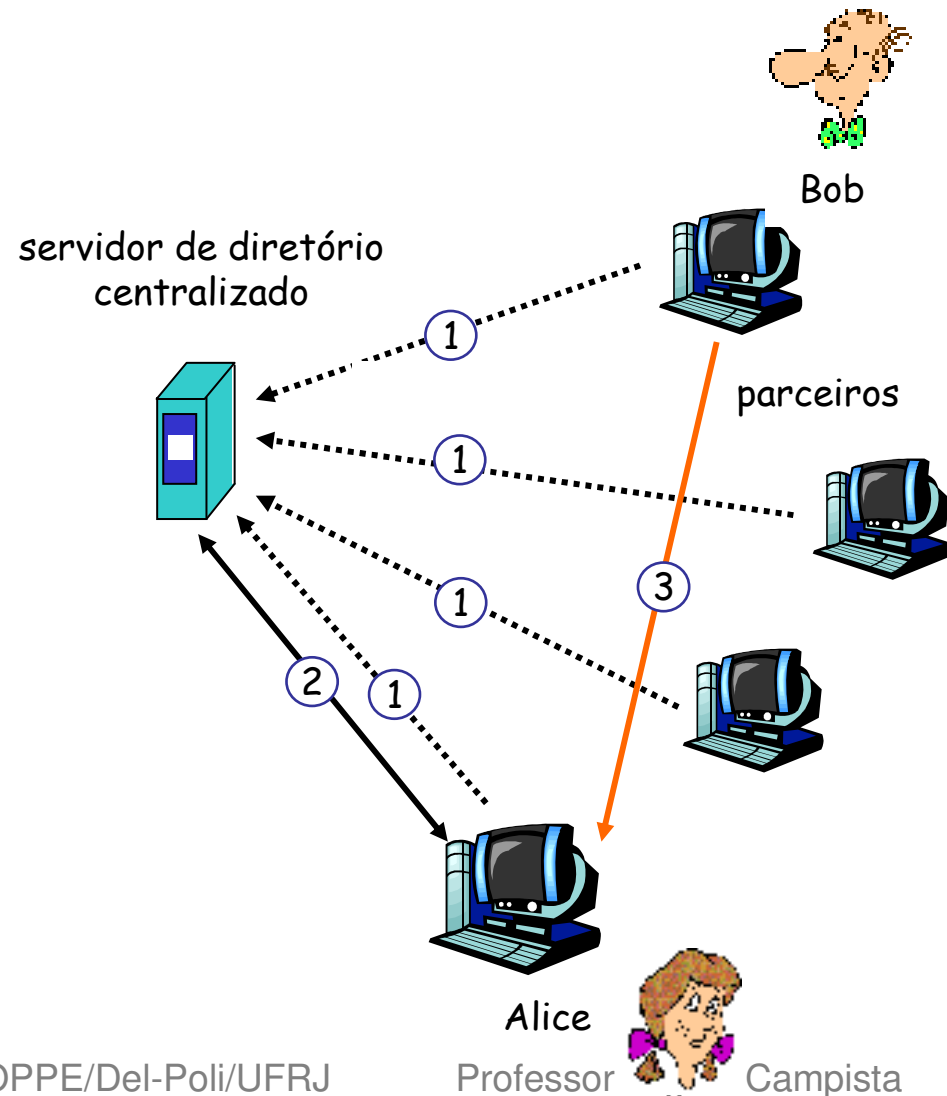 Bob
servidor de diretório
centralizado
1
parceiros
1
3
1
2
1
Alice
OPPE/Del-Poli/UFRJ
Professor
Campista